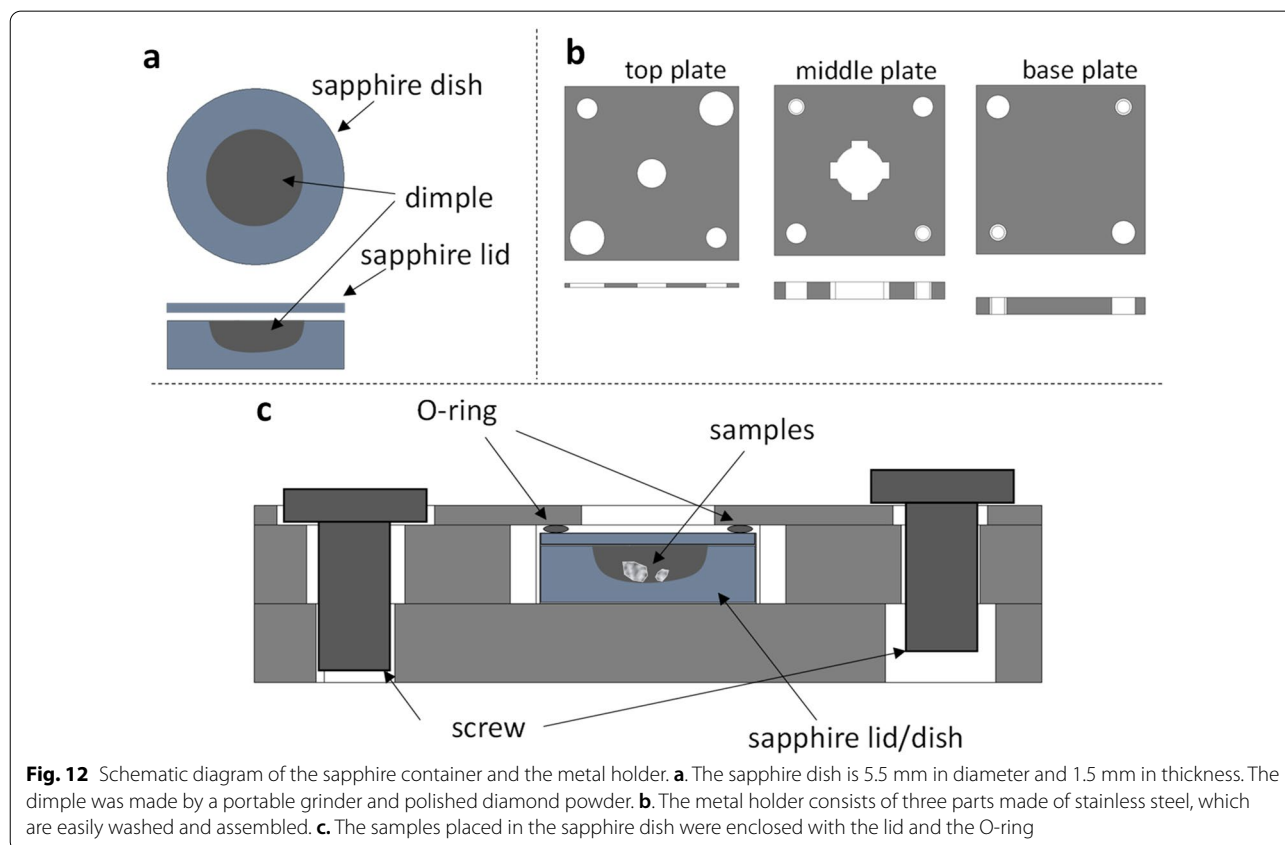 a
sapphire dish
dimple
sapphire lid
b
top plate
middle plate
base plate
c
O-ring
samples
screw
sapphire lid/dish
Fig. 12 Schematic diagram of the sapphire container and the metal holder. a. The sapphire dish is 5.5 mm in diameter and 1.5 mm in thickness. The
dimple was made by a portable grinder and polished diamond powder. b. The metal holder consists of three parts made of stainless steel, which
are easily washed and assembled. c. The samples placed in the sapphire dish were enclosed with the lid and the O-ring